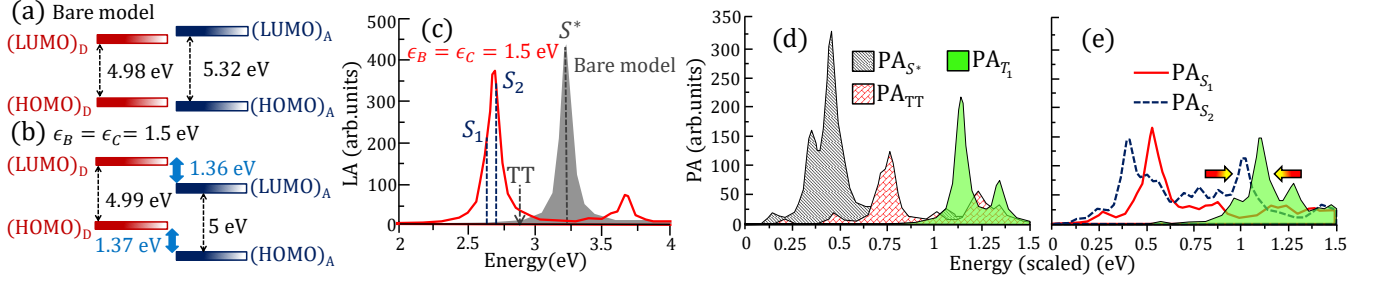 (a) Bare model
(LUMO)D
(LUMO)A
4.98 eV
5.32 eV
(HOMO)D
(HOMO)A
(b) ϵB = ϵC= 1.5 eV
(LUMO)D
1.36 eV
(LUMO)A
4.99 eV
(HOMO)D
5 eV
1.37 eV
(HOMO)A
(c)
LA (arb.units)
500
400
300
200
100
0
S*
ϵB = ϵC = 1.5 eV
Bare model
S2
S1
TT
2 2.5 3 3.5 4
Energy(eV)
(d)
PA (arb.units)
350
300
250
200
150
100
50
0
PAS*
PAT1
PATT
0 0.25 0.5 0.75 1 1.25 1.5
(e)
PAS1
PAS2
0 0.25 0.5 0.75 1 1.25 1.5
Energy (scaled) (eV)